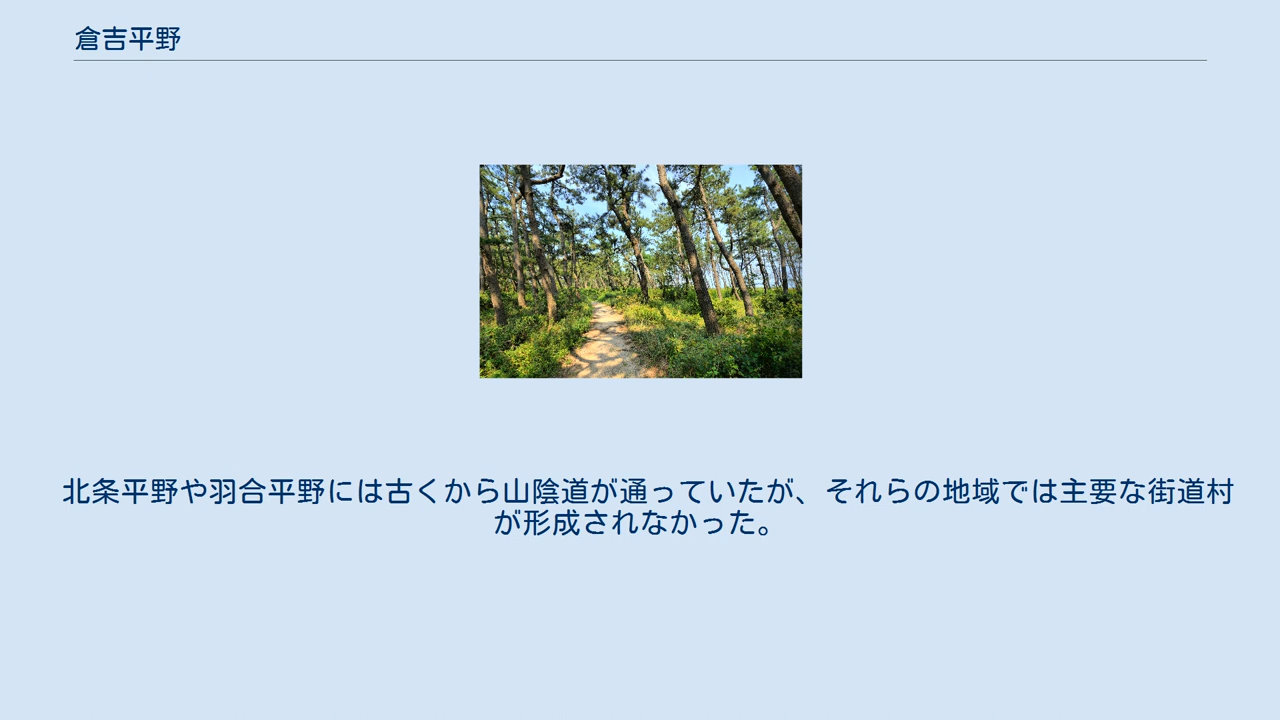 倉吉平野
北条平野や羽合平野には古くから山陰道が通っていたが、それらの地域では主要な街道村
が形成されなかった。